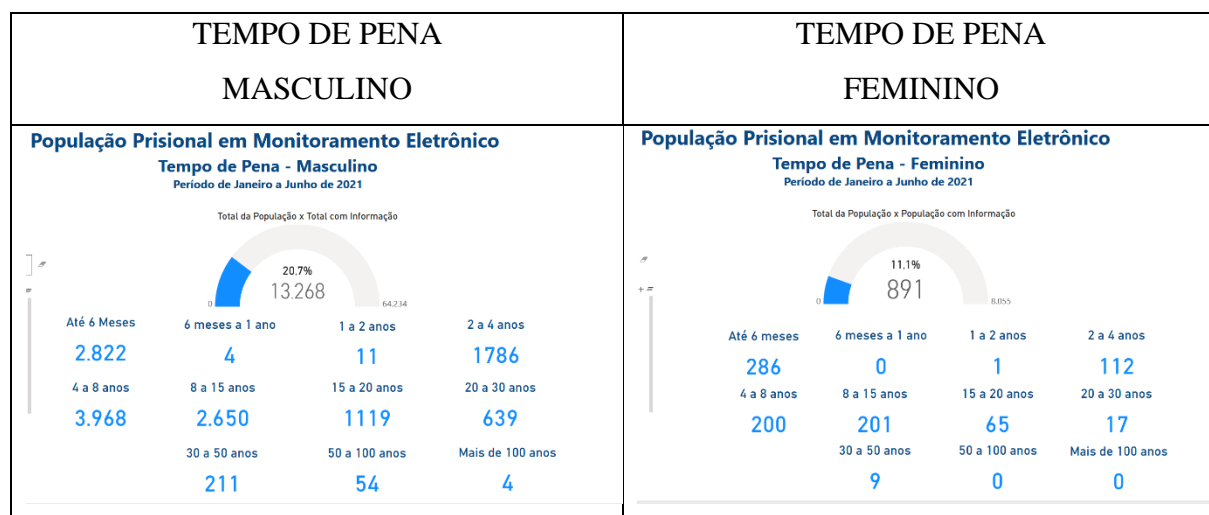 TEMPO DE PENA
MASCULINO
População Prisional em Monitoramento Eletrônico
Tempo de Pena - Masculino
Período de Janeiro a Junho de 2021
Total da População x Total com Informação
20,7%
13.268
0
64.234
Até 6 Meses 6 meses a 1 ano 1 a 2 anos 2 a 4 anos
2.822 4 11 1786
4 a 8 anos 8 a 15 anos 15 a 20 anos 20 a 30 anos
3.968 2.650 1119 639
30 a 50 anos 50 a 100 anos Mais de 100 anos
211 54 4
TEMPO DE PENA
FEMININO
População Prisional em Monitoramento Eletrônico
Tempo de Pena - Feminino
Período de Janeiro a Junho de 2021
Total da População x População com Informação
11,1%
891
0
8.055
Até 6 meses 6 meses a 1 ano 1 a 2 anos 2 a 4 anos
286 0 1 112
4 a 8 anos 8 a 15 anos 15 a 20 anos 20 a 30 anos
200 201 65 17
30 a 50 anos 50 a 100 anos Mais de 100 anos
9 0 0